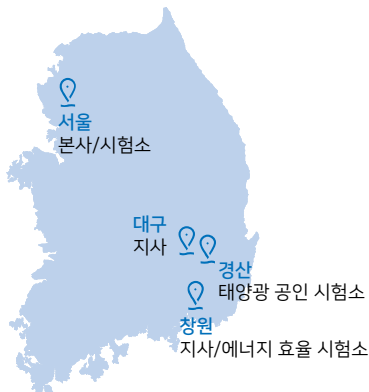 서울
본사/시험소
대구
지사
경산
태양광 공인 시험소
창원
지사/에너지 효율 시험소